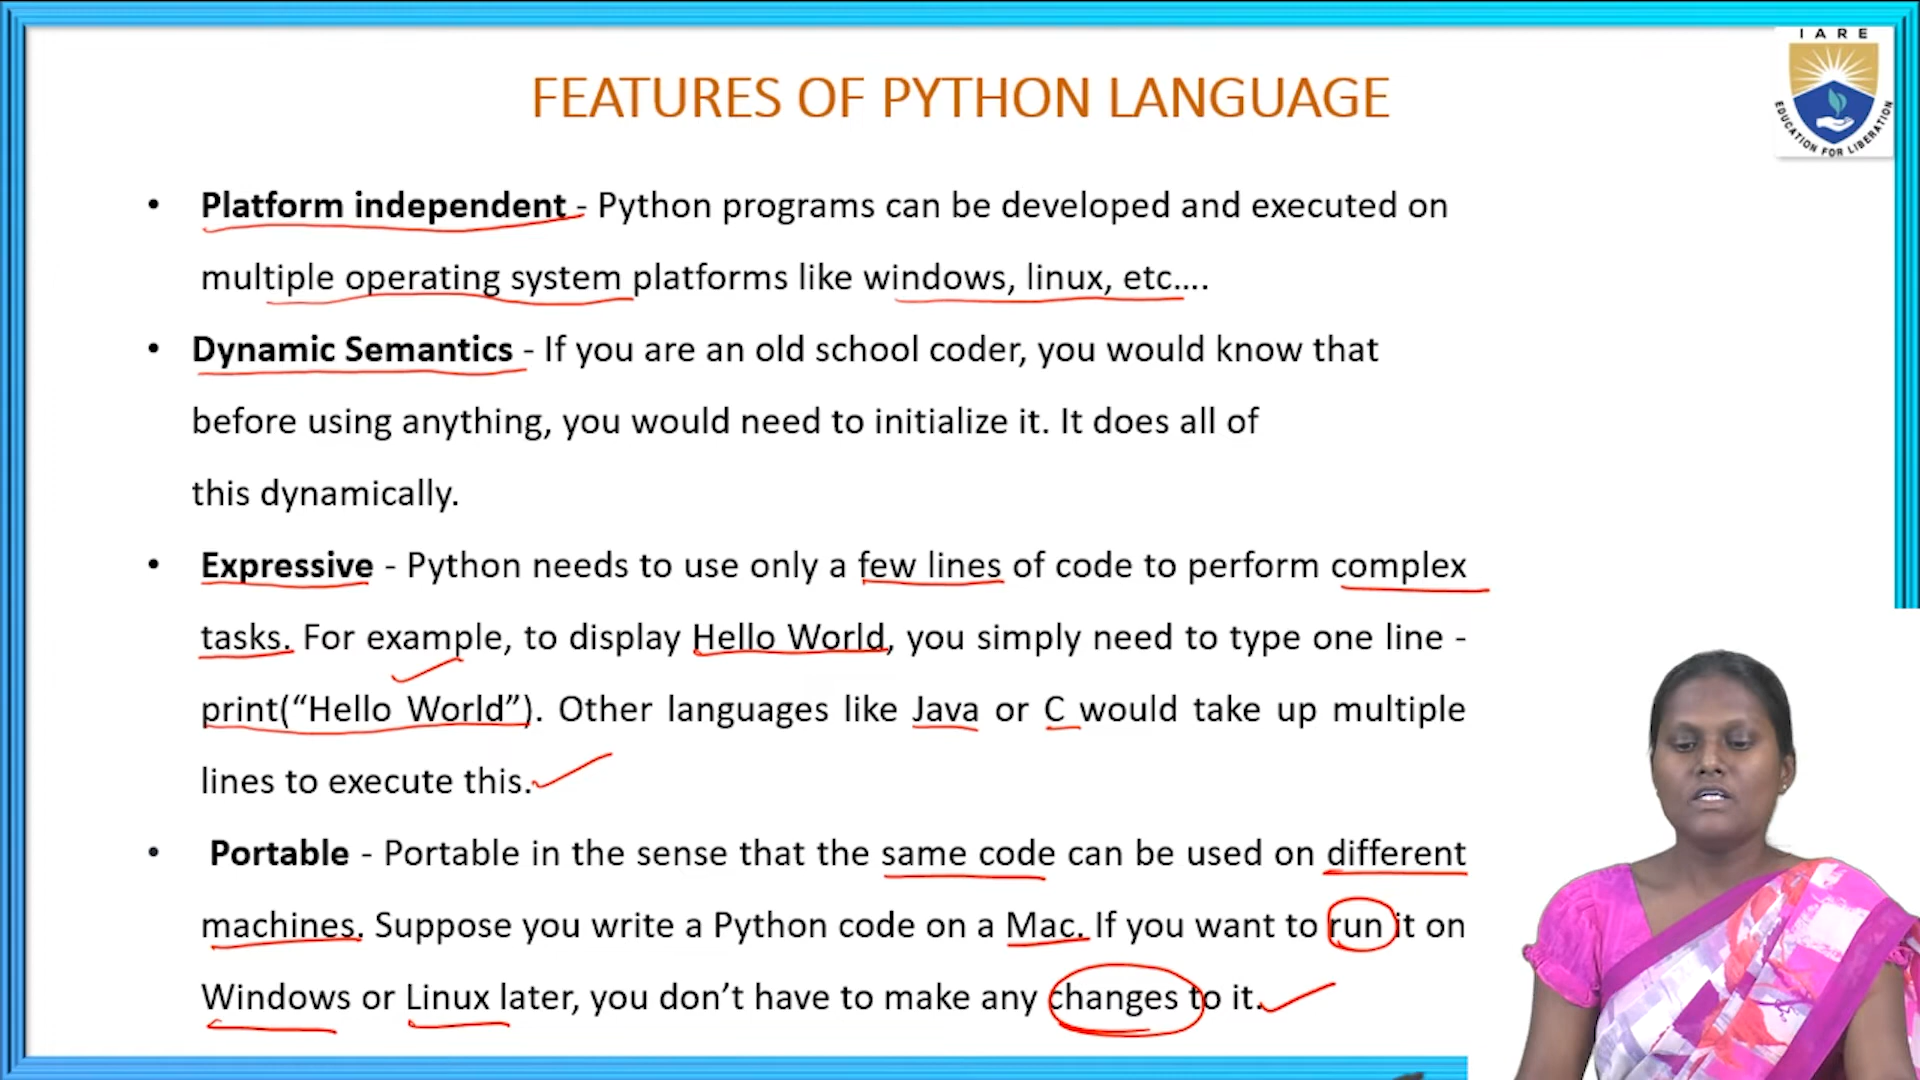 I A R E
EDUCATION FOR LIBERATION
FEATURES OF PYTHON LANGUAGE
• Platform independent - Python programs can be developed and executed on
multiple operating system platforms like windows, linux, etc....
• Dynamic Semantics - If you are an old school coder, you would know that
before using anything, you would need to initialize it. It does all of
this dynamically.
• Expressive - Python needs to use only a few lines of code to perform complex
tasks. For example, to display Hello World, you simply need to type one line -
print(“Hello World”). Other languages like Java or C would take up multiple
lines to execute this.
• Portable - Portable in the sense that the same code can be used on different
machines. Suppose you write a Python code on a Mac. If you want to run it on
Windows or Linux later, you don’t have to make any changes to it.